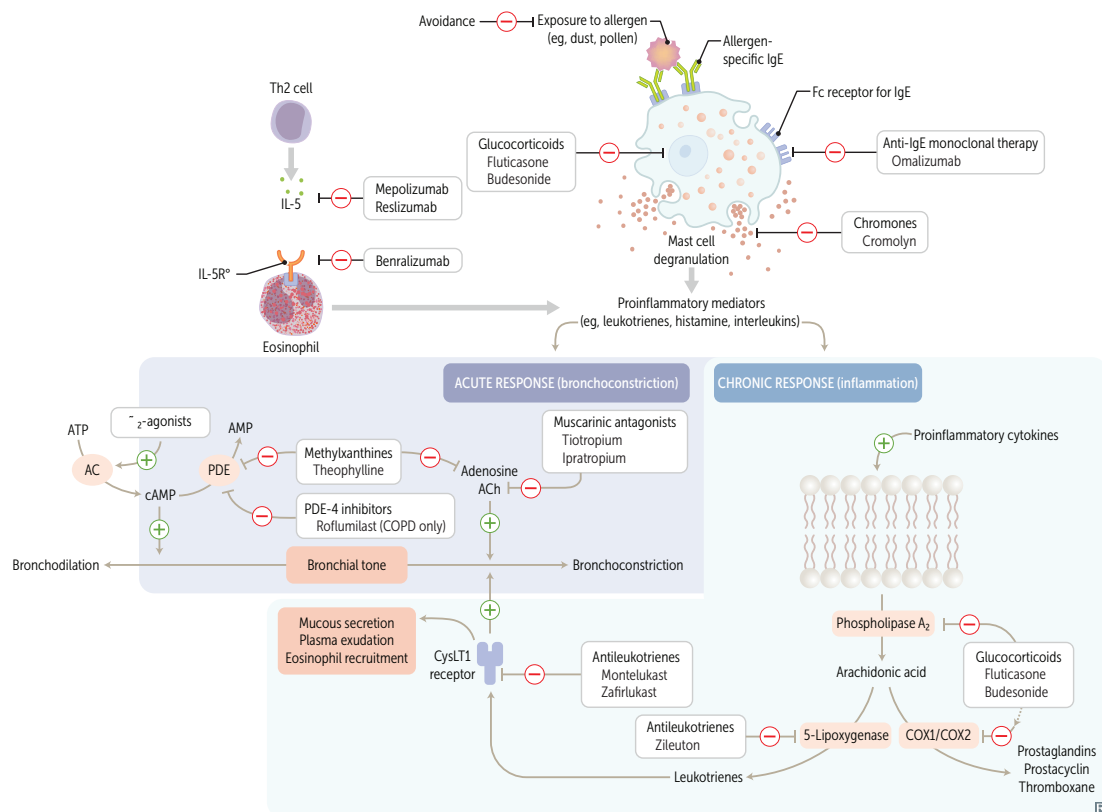 Avoidance
Exposure to allergen
(eg, dust, pollen)
Allergen-
specific IgE
Th2 cell
Fc receptor for IgE
Glucocorticoids
Fluticasone
Budesonide
Anti-IgE monoclonal therapy
Omalizumab
IL-5
Mepolizumab
Reslizumab
Chromones
Cromolyn
Mast cell
degranulation
Benralizumab
IL-5R°
Eosinophil
Proinflammatory mediators
(eg, leukotrienes, histamine, interleukins)
ACUTE RESPONSE (bronchoconstriction)
CHRONIC RESPONSE (inflammation)
ATP
¯2-agonists
AMP
Muscarinic antagonists
Tiotropium
Ipratropium
Proinflammatory cytokines
AC
PDE
Methylxanthines
Theophylline
Adenosine
ACh
cAMP
PDE-4 inhibitors
Roflumilast (COPD only)
Bronchodilation
Bronchial tone
Bronchoconstriction
Mucous secretion
Plasma exudation
Eosinophil recruitment
CysLT1
receptor
Antileukotrienes
Montelukast
Zafirlukast
Phospholipase A2
Arachidonic acid
Glucocorticoids
Fluticasone
Budesonide
Antileukotrienes
Zileuton
5-Lipoxygenase
COX1/COX2
Leukotrienes
Prostaglandins
Prostacyclin
Thromboxane